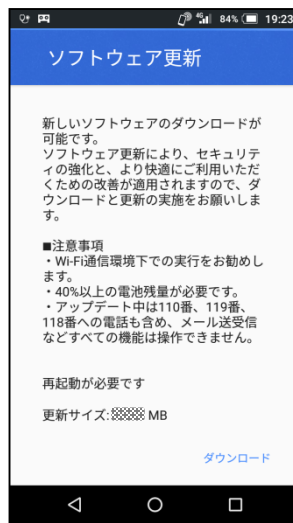 84% 19:23
ソフトウェア更新
新しいソフトウェアのダウンロードが
可能です。
ソフトウェア更新により、セキュリテ
ィの強化と、より快適にご利用いただ
くための改善が適用されますので、ダ
ウンロードと更新の実施をお願いしま
す。
■注意事項
・Wi-Fi通信環境下での実行をお勧めし
ます。
・40%以上の電池残量が必要です。
・アップデート中は110番、119番、
118番への電話も含め、メール送受信
などすべての機能は操作できません。
再起動が必要です
更新サイズ: MB
ダウンロード